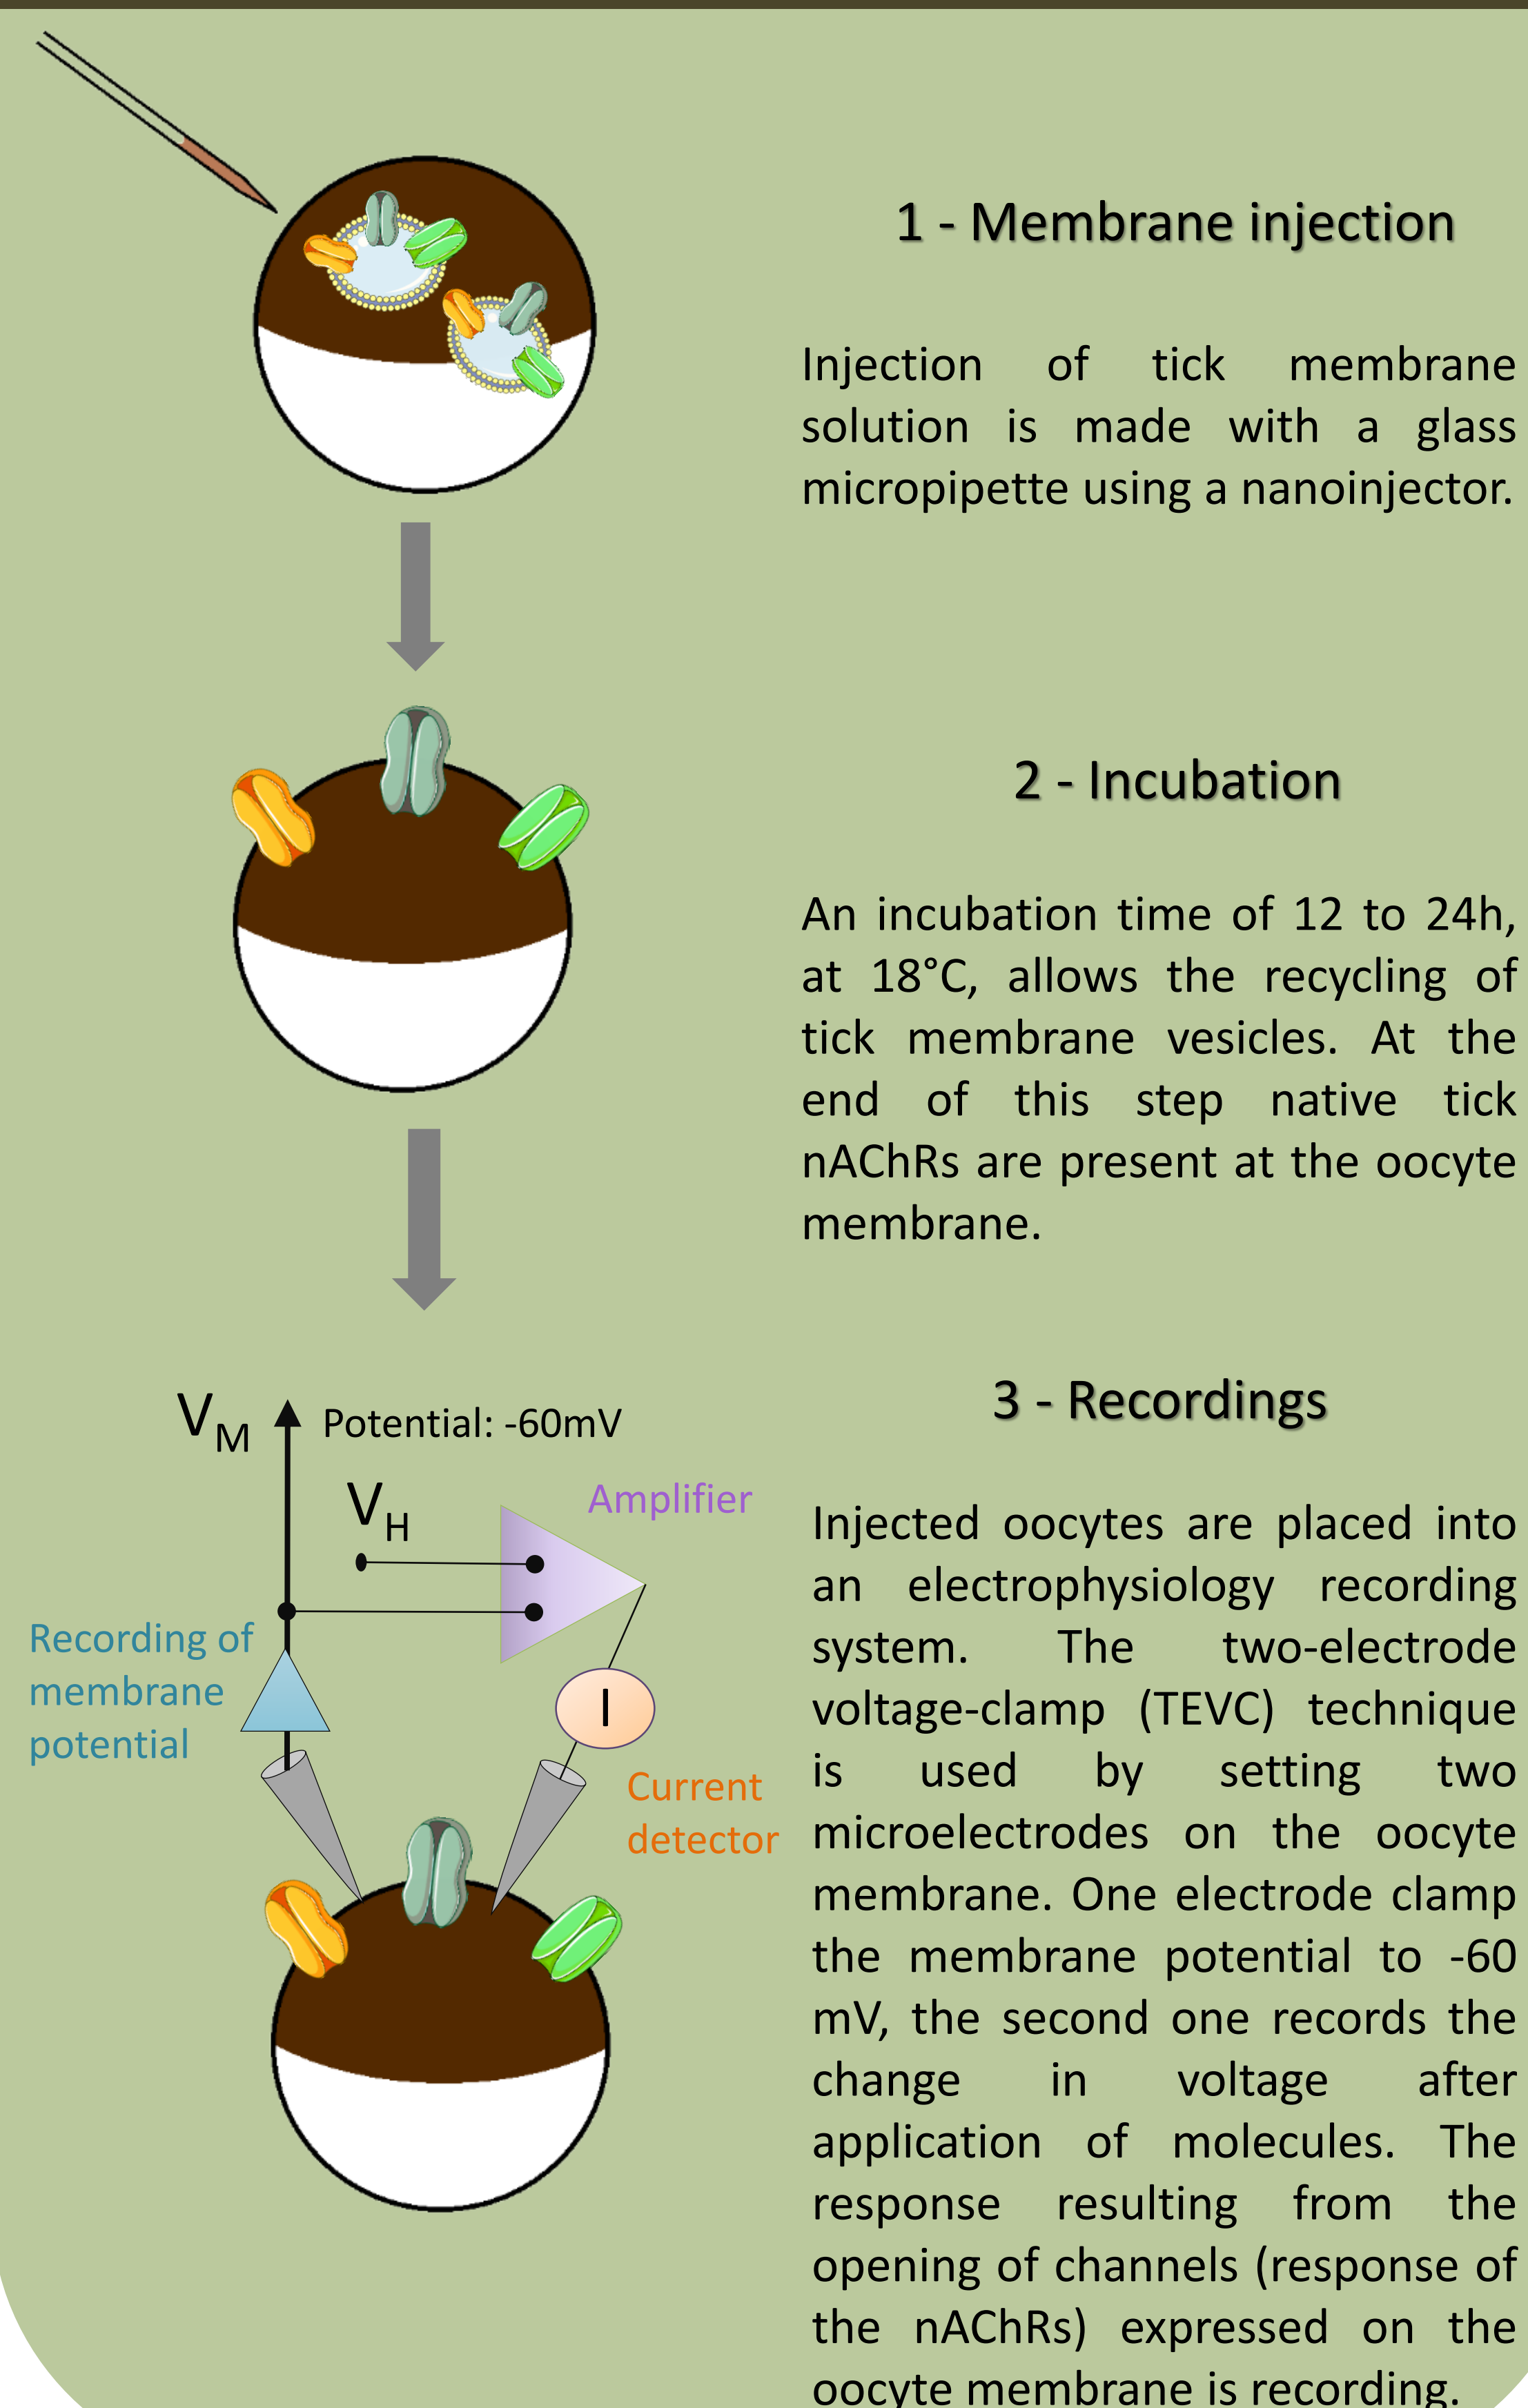 1 - Membrane injection
Injection of tick membrane
solution is made with a glass
micropipette using a nanoinjector.
2 - Incubation
An incubation time of 12 to 24h,
at 18°C, allows the recycling of
tick membrane vesicles. At the
end of this step native tick
nAChRs are present at the oocyte
membrane.
V_M
Potential: -60mV
V_H
Amplifier
Recording of
membrane
potential
I
Current
detector
3 - Recordings
Injected oocytes are placed into
an electrophysiology recording
system. The two-electrode
voltage-clamp (TEVC) technique
is used by setting two
microelectrodes on the oocyte
membrane. One electrode clamp
the membrane potential to -60
mV, the second one records the
change in voltage after
application of molecules. The
response resulting from the
opening of channels (response of
the nAChRs) expressed on the
oocyte membrane is recording.